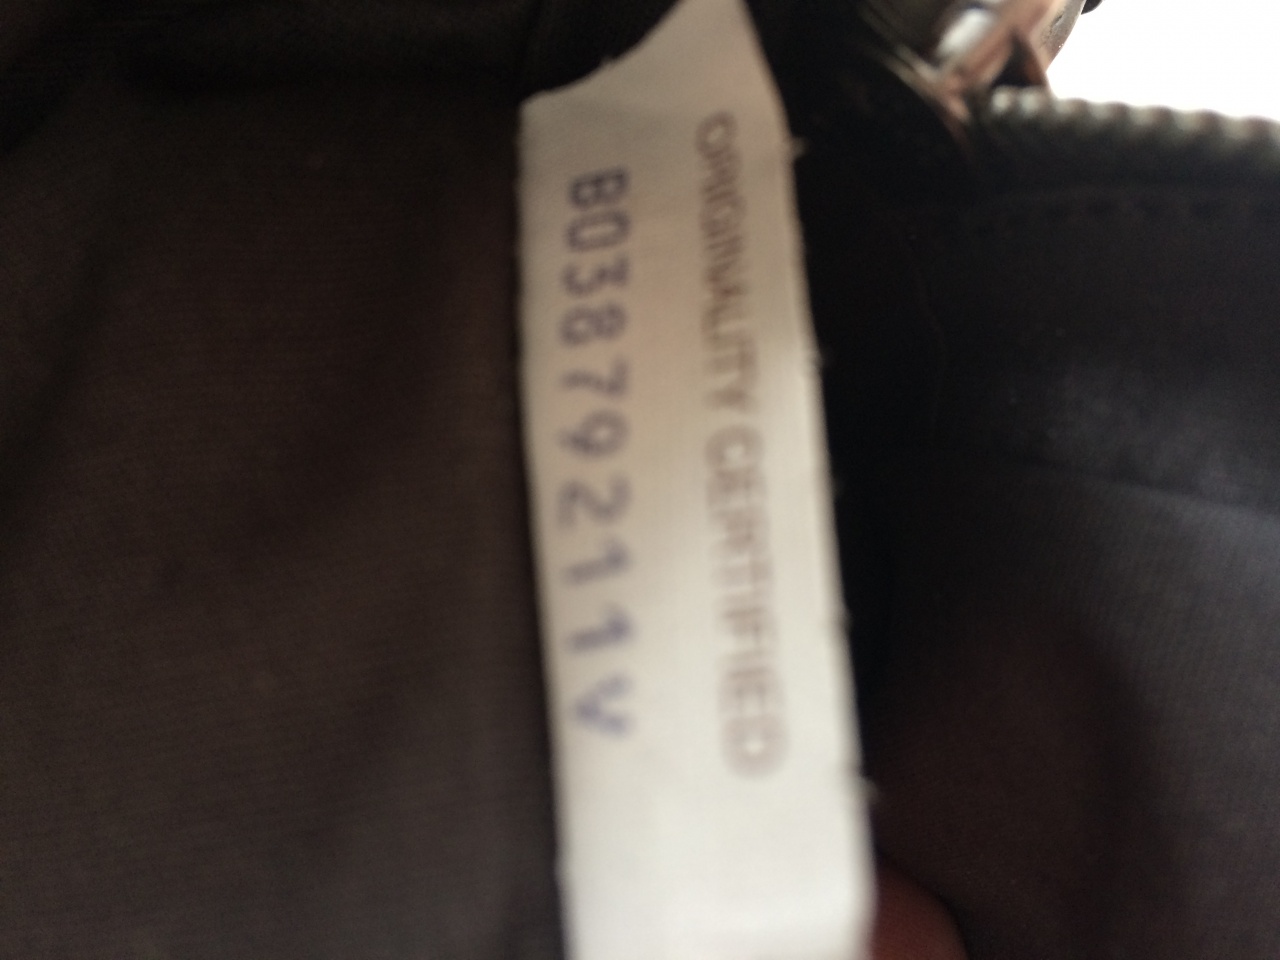 ORIGINALITY CERTIFIED
B03879211V